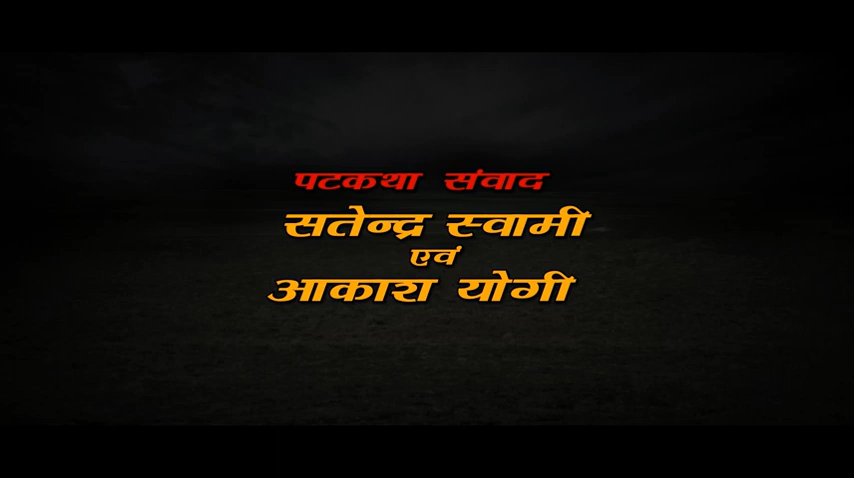 पटकथा संवाद
सतेन्द्र स्वामी
एवं
आकाश योगी